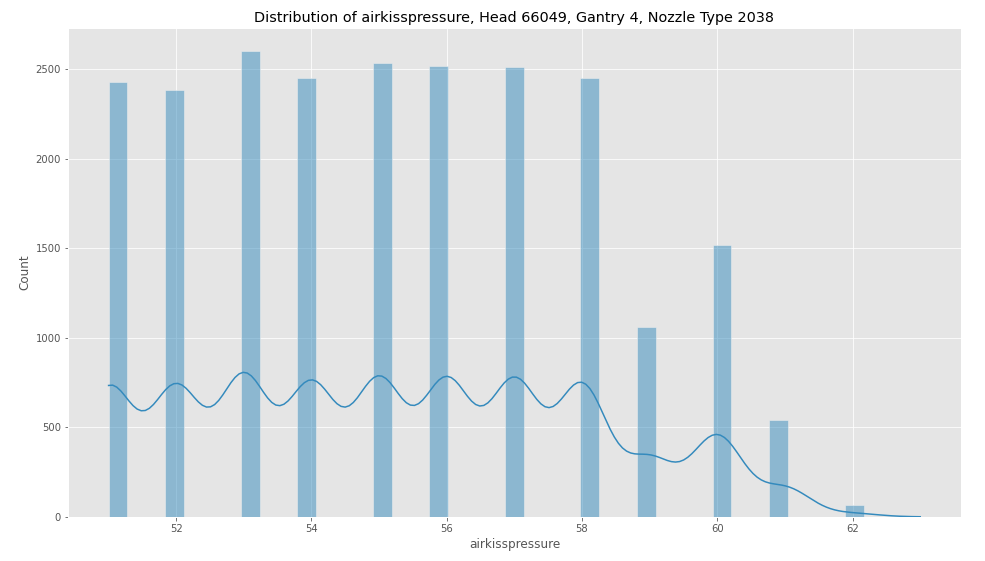 Distribution of airkisspressure, Head 66049, Gantry 4, Nozzle Type 2038
2500
2000
1500
1000
500
0
Count
52 54 56 58 60 62
airkisspressure